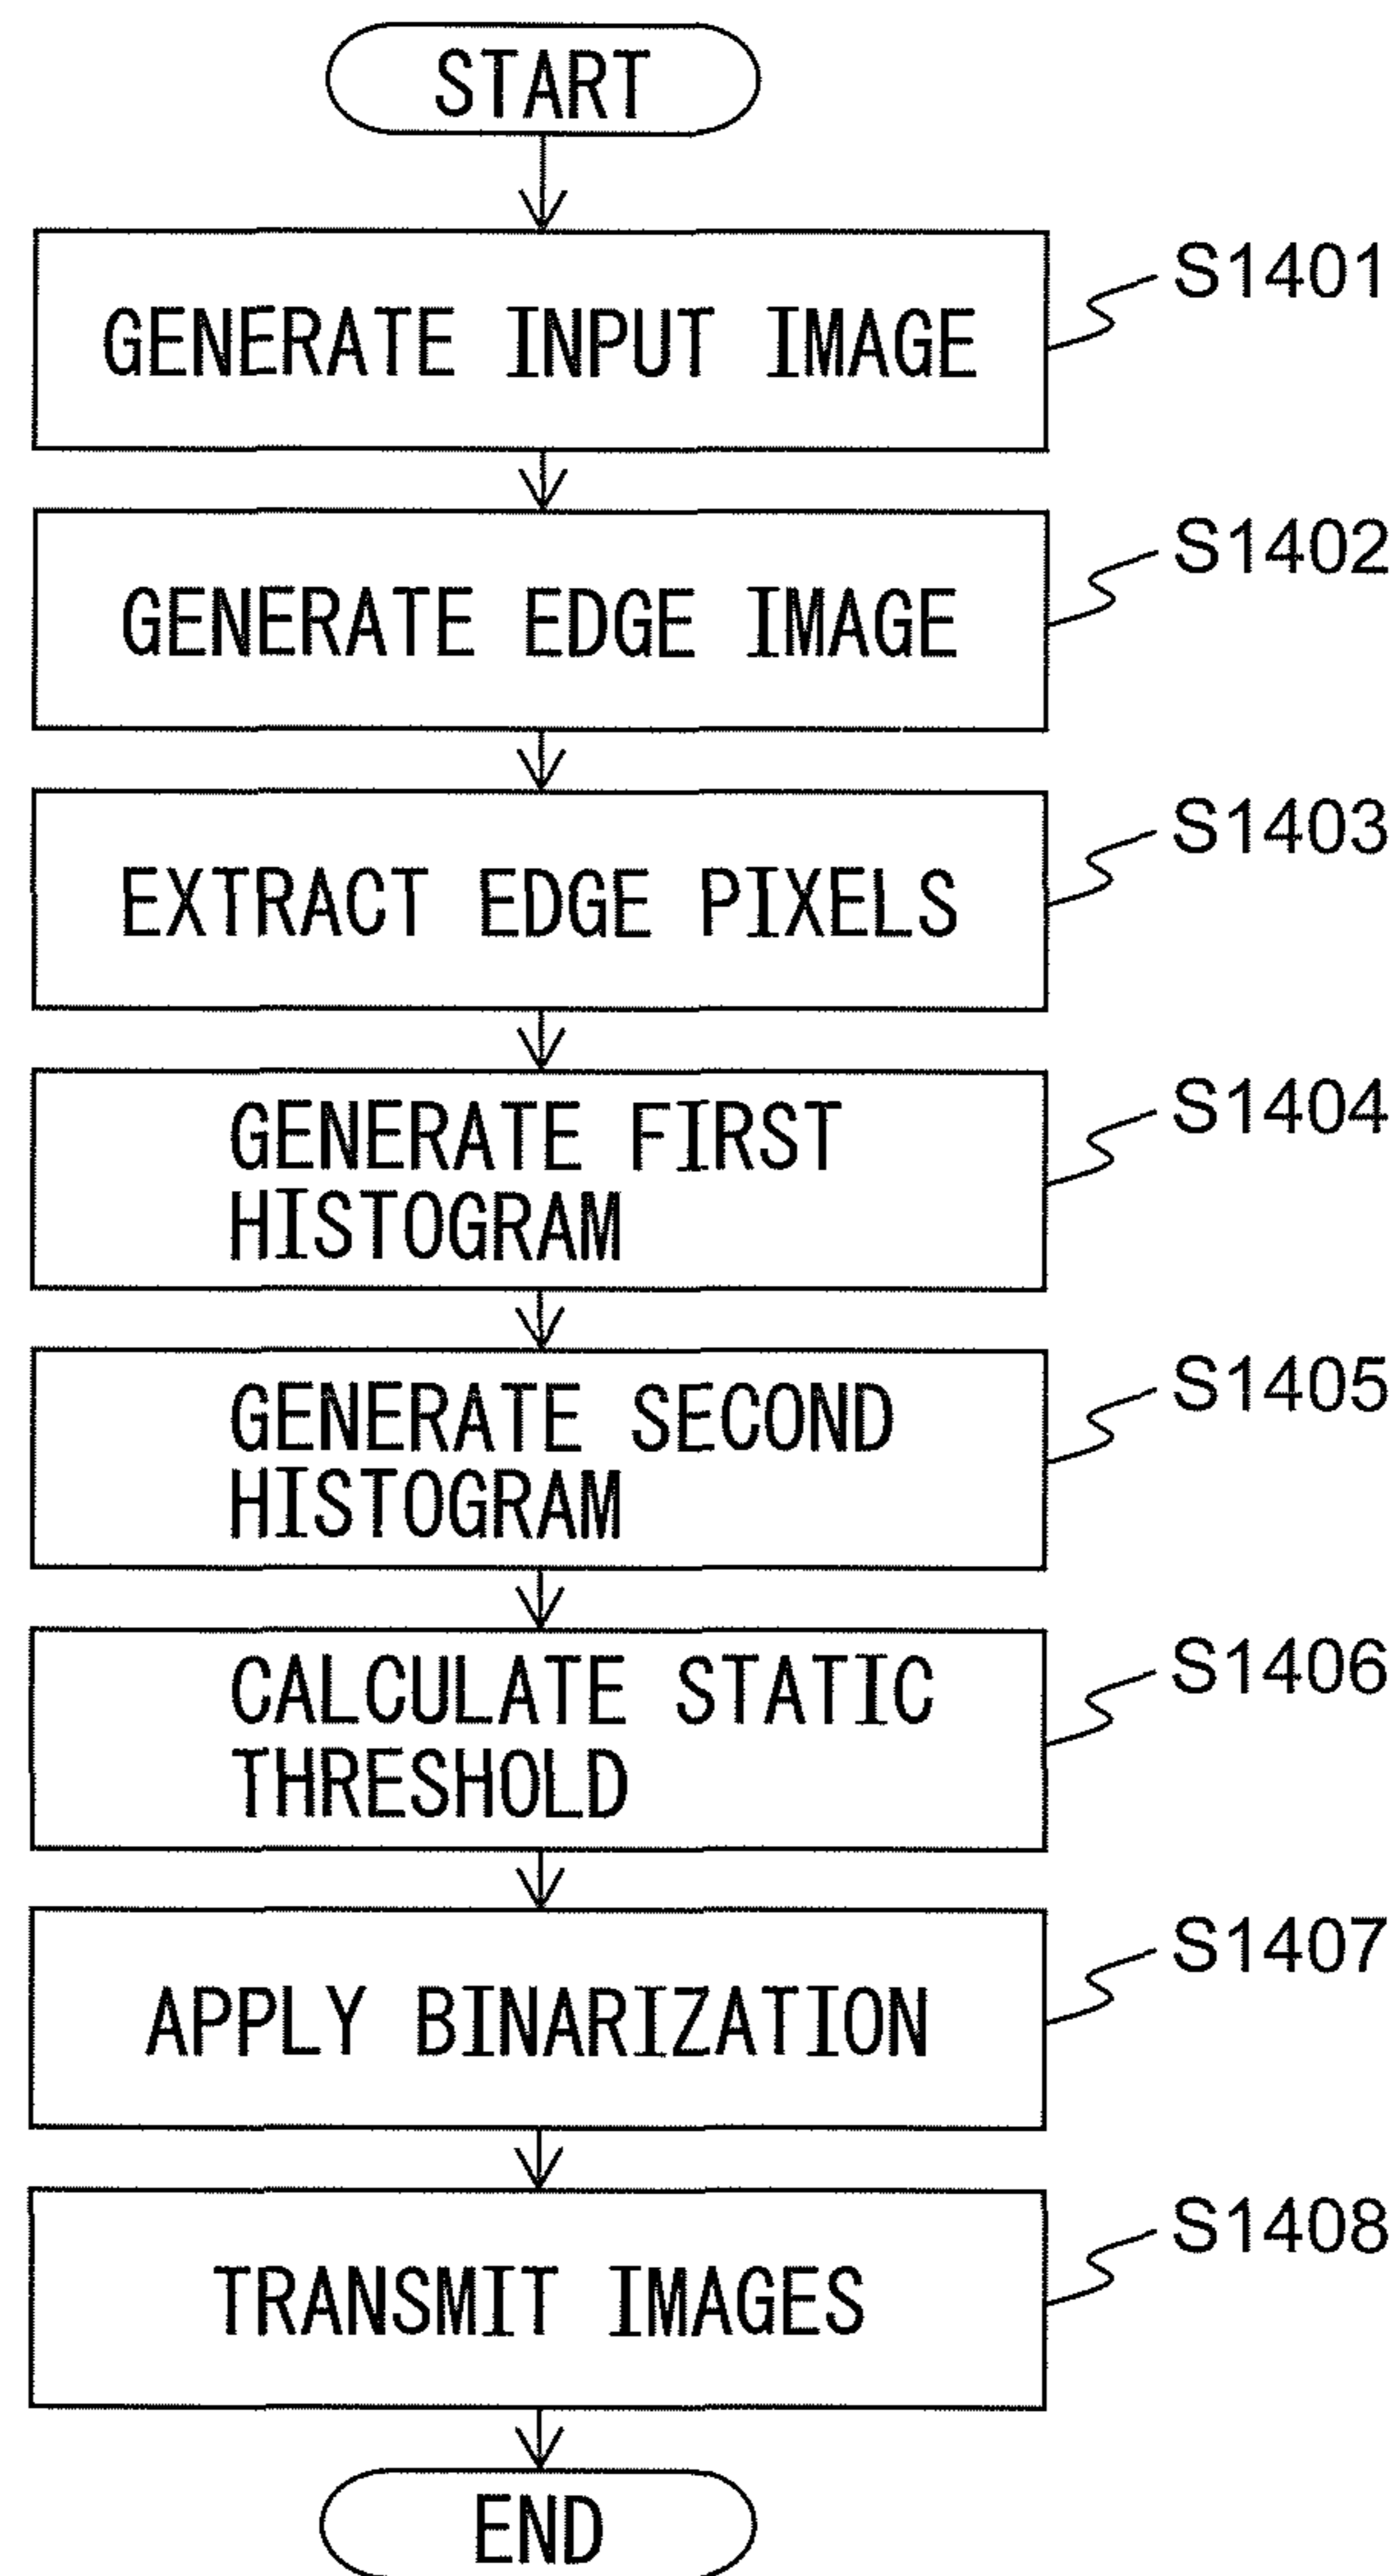 START
GENERATE INPUT IMAGE
S1401
GENERATE EDGE IMAGE
S1402
EXTRACT EDGE PIXELS
S1403
GENERATE FIRST
HISTOGRAM
S1404
GENERATE SECOND
HISTOGRAM
S1405
CALCULATE STATIC
THRESHOLD
S1406
APPLY BINARIZATION
S1407
TRANSMIT IMAGES
S1408
END